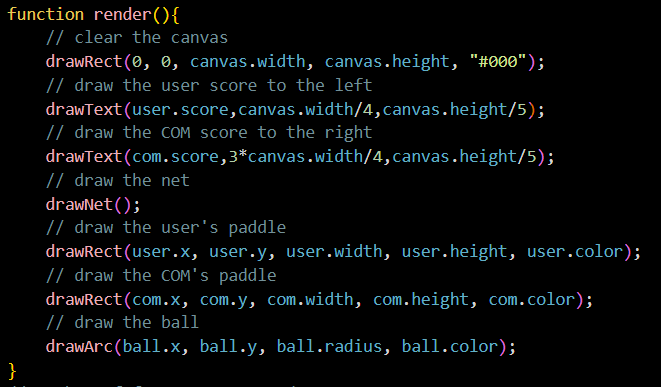 function render(){
    // clear the canvas
    drawRect(0, 0, canvas.width, canvas.height, "#000");
    // draw the user score to the left
    drawText(user.score,canvas.width/4,canvas.height/5);
    // draw the COM score to the right
    drawText(com.score,3*canvas.width/4,canvas.height/5);
    // draw the net
    drawNet();
    // draw the user's paddle
    drawRect(user.x, user.y, user.width, user.height, user.color);
    // draw the COM's paddle
    drawRect(com.x, com.y, com.width, com.height, com.color);
    // draw the ball
    drawArc(ball.x, ball.y, ball.radius, ball.color);
}